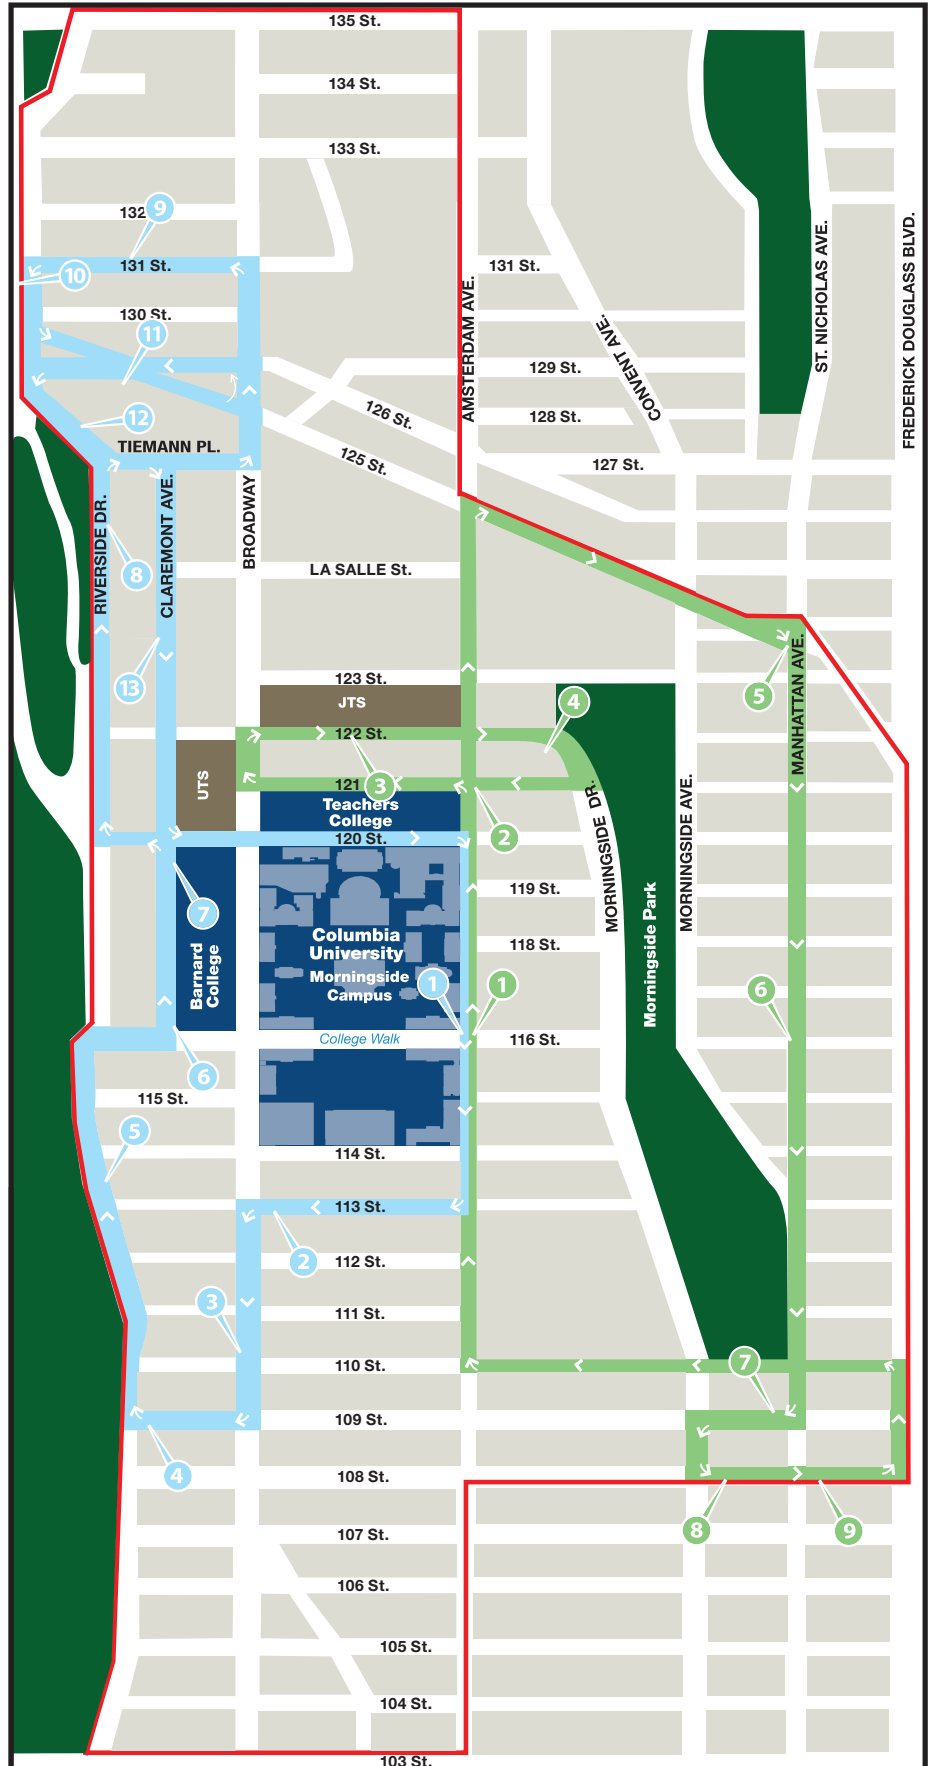 135 St.
134 St.
133 St.
132
9
131 St.
131 St.
10
130 St.
11
129 St.
128 St.
126 St.
125 St.
127 St.
12
TIEMANN PL.
AMSTERDAM AVE.
CONVENT AVE.
ST. NICHOLAS AVE.
FREDERICK DOUGLASS BLVD.
RIVERSIDE DR.
CLAREMONT AVE.
BROADWAY
8
LA SALLE St.
13
123 St.
JTS
122 St.
4
5
MANHATTAN AVE.
UTS
121
3
Teachers
College
2
120 St.
MORNINGSIDE DR.
MORNINGSIDE AVE.
Morningside Park
119 St.
118 St.
7
Barnard
College
Columbia
University
Morningside
Campus
1
1
6
College Walk
116 St.
6
115 St.
5
114 St.
113 St.
2
112 St.
3
111 St.
110 St.
7
109 St.
4
108 St.
8
9
107 St.
106 St.
105 St.
104 St.
103 St.